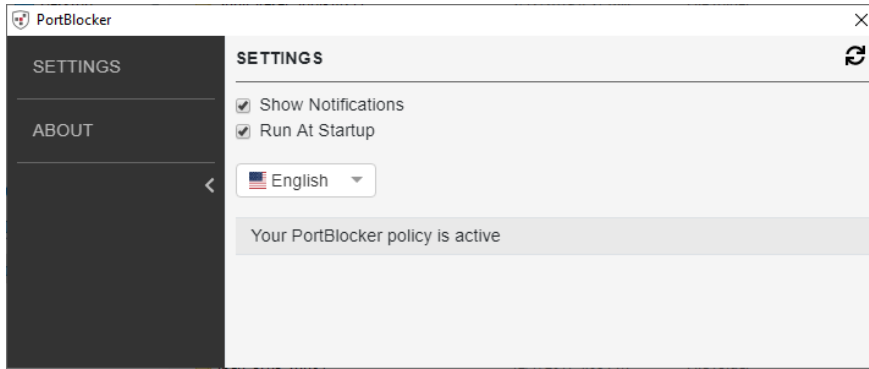 PortBlocker
SETTINGS
ABOUT
SETTINGS
Show Notifications
Run At Startup
English
Your PortBlocker policy is active